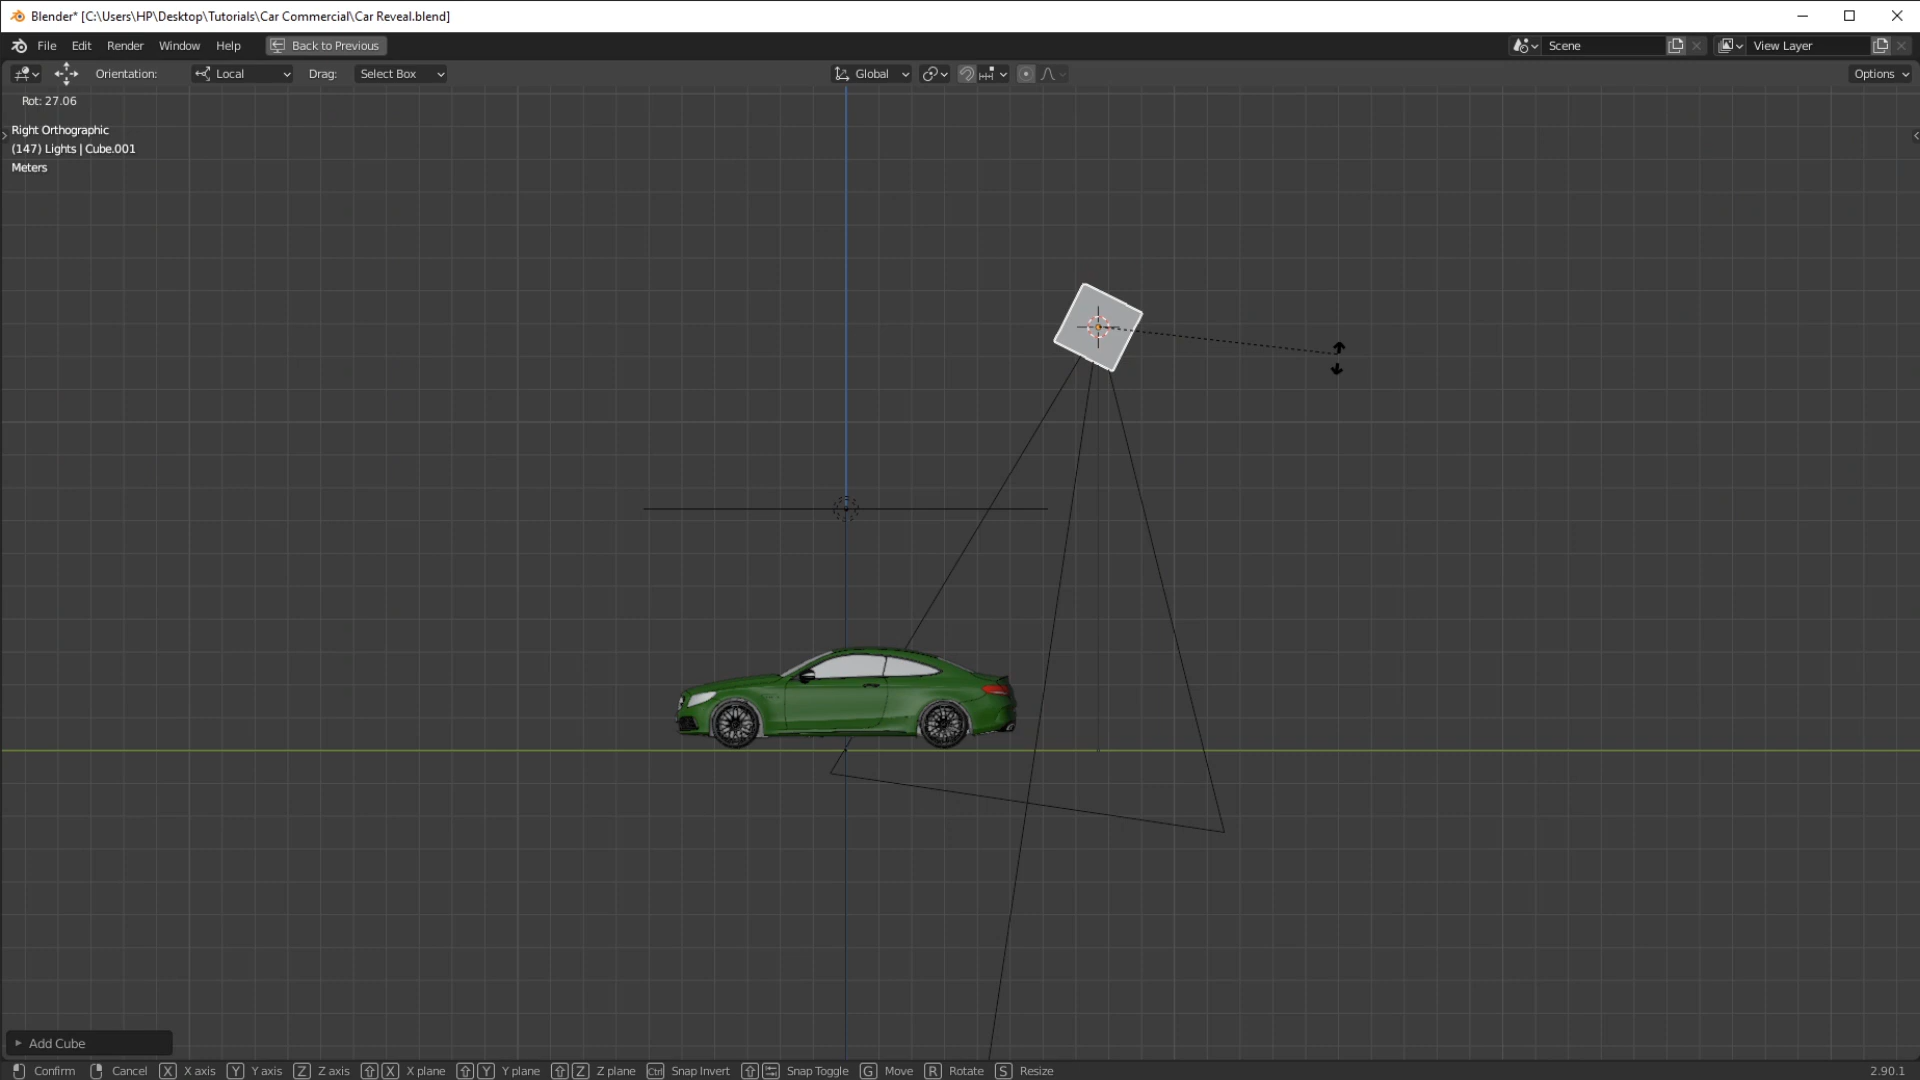 Blender* [C:\Users\HP\Desktop\Tutorials\Car Commercial\Car Reveal.blend]
File Edit Render Window Help Back to Previous Scene View Layer
Orientation: Local Drag: Select Box Global Options
Rot: 27.06
Right Orthographic
(147) Lights | Cube.001
Meters
Add Cube
Confirm Cancel X X axis Y Y axis Z Z axis X X plane Y Y plane Z Z plane Ctrl Snap Invert Snap Toggle G Move R Rotate S Resize 2.90.1